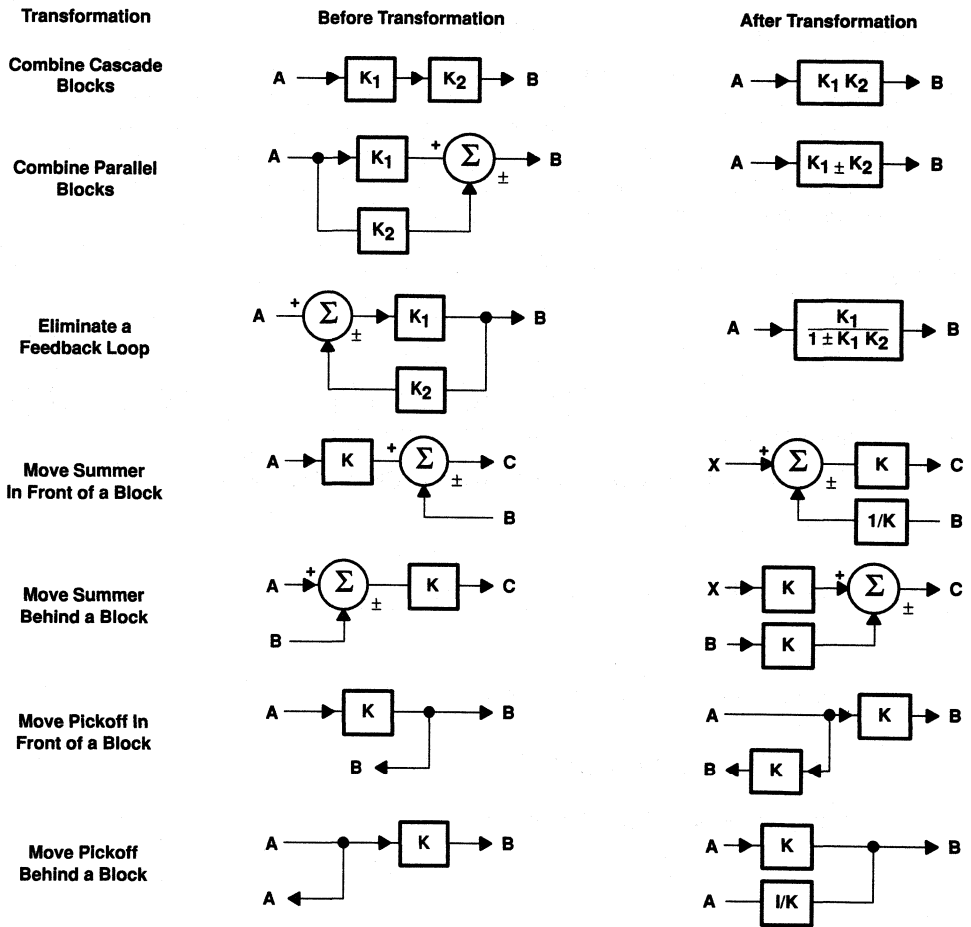 Transformation Before Transformation After Transformation
Combine Cascade
Blocks
A K1 K2 B
A K1 K2 B
Combine Parallel
Blocks
A K1 + Σ ± B
K2
A K1 ± K2 B
Eliminate a
Feedback Loop
A + Σ ± K1 B
K2
A K1 B
1 ± K1 K2
Move Summer
In Front of a Block
A K + Σ ± C
B
X + Σ ± K C
1/K B
Move Summer
Behind a Block
A + Σ ± K C
B
X K + Σ ± C
B K
Move Pickoff In
Front of a Block
A K B
B
A K B
B K
Move Pickoff
Behind a Block
A K B
A
A K B
A I/K